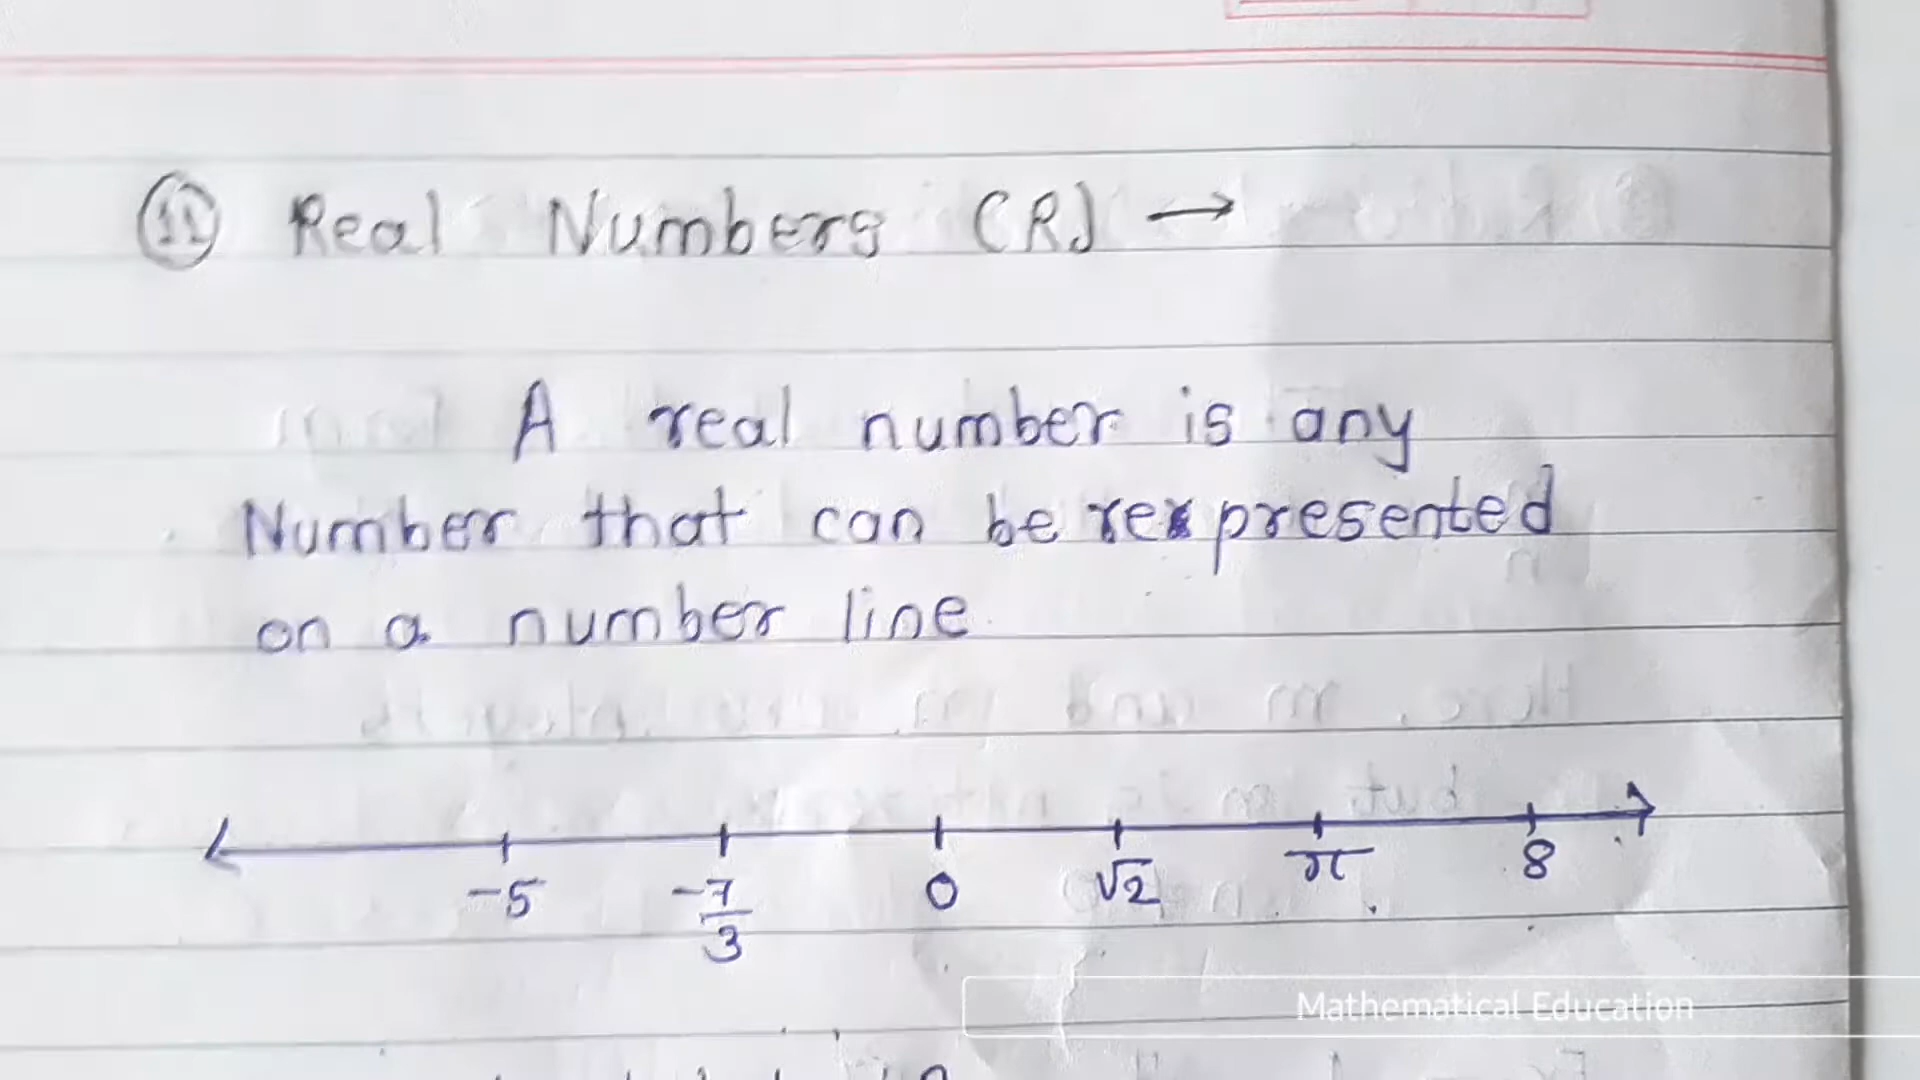 11 Real Numbers (R) →
A real number is any
Number that can be represented
on a number line
-5 -7/3 0 √2 π 8
Mathematical Education